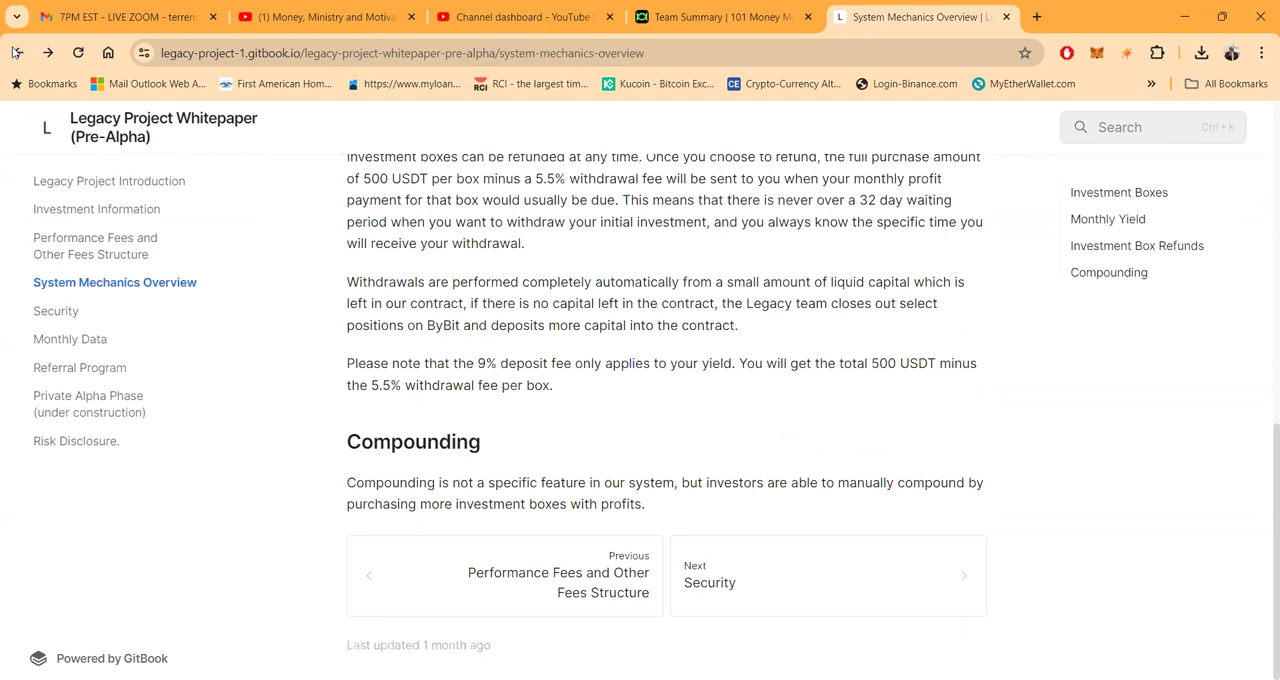 7PM EST - LIVE ZOOM - terrenc
(1) Money, Ministry and Motiva
Channel dashboard - YouTube S
Team Summary | 101 Money M
System Mechanics Overview | L
legacy-project-1.gitbook.io/legacy-project-whitepaper-pre-alpha/system-mechanics-overview
Bookmarks
Mail Outlook Web A...
First American Hom...
https://www.myloan...
RCI - the largest tim...
Kucoin - Bitcoin Exc...
Crypto-Currency Alt...
Login-Binance.com
MyEtherWallet.com
All Bookmarks
L
Legacy Project Whitepaper
(Pre-Alpha)
Search
Ctrl + K
Legacy Project Introduction
Investment Information
Performance Fees and
Other Fees Structure
System Mechanics Overview
Security
Monthly Data
Referral Program
Private Alpha Phase
(under construction)
Risk Disclosure.
Powered by GitBook
Investment boxes can be refunded at any time. Once you choose to refund, the full purchase amount
of 500 USDT per box minus a 5.5% withdrawal fee will be sent to you when your monthly profit
payment for that box would usually be due. This means that there is never over a 32 day waiting
period when you want to withdraw your initial investment, and you always know the specific time you
will receive your withdrawal.
Withdrawals are performed completely automatically from a small amount of liquid capital which is
left in our contract, if there is no capital left in the contract, the Legacy team closes out select
positions on ByBit and deposits more capital into the contract.
Please note that the 9% deposit fee only applies to your yield. You will get the total 500 USDT minus
the 5.5% withdrawal fee per box.
Compounding
Compounding is not a specific feature in our system, but investors are able to manually compound by
purchasing more investment boxes with profits.
Previous
Performance Fees and Other
Fees Structure
Next
Security
Last updated 1 month ago
Investment Boxes
Monthly Yield
Investment Box Refunds
Compounding